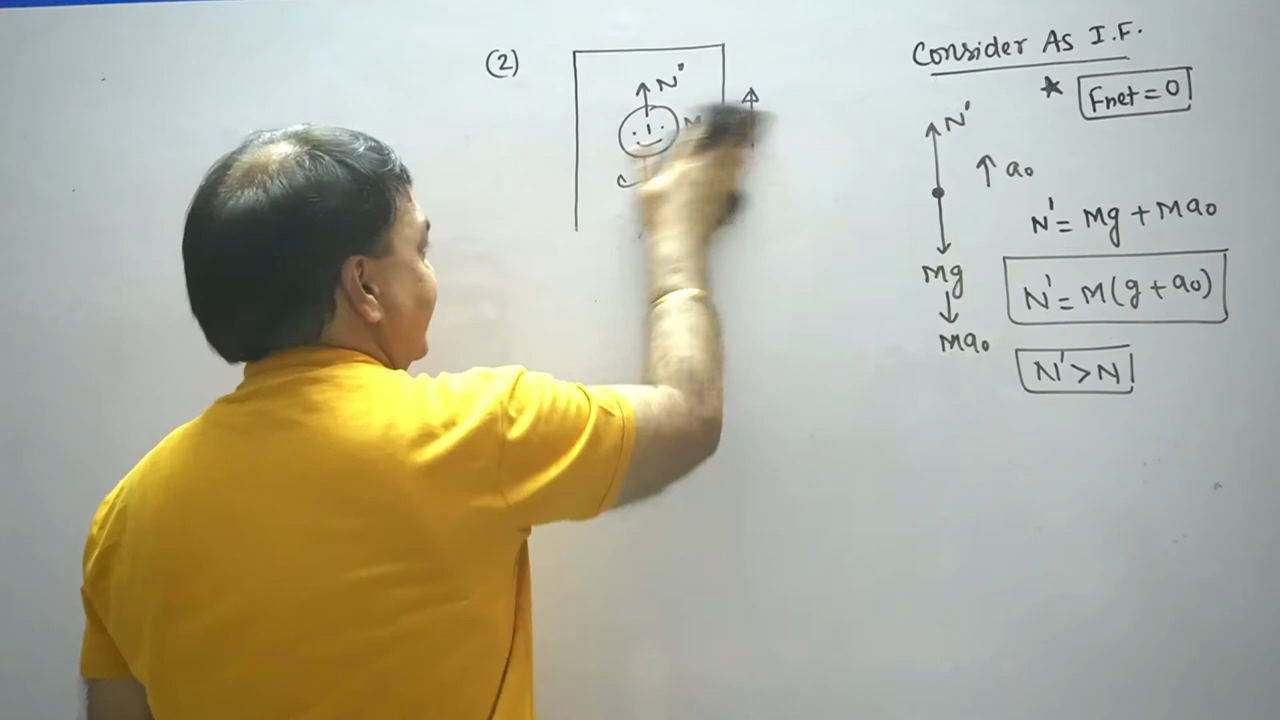 (2)
N'
M
Consider As I.F.
★ Fnet = 0
N'
↑ a₀
N' = Mg + Ma₀
Mg
N' = M(g + a₀)
Ma₀
N' > N